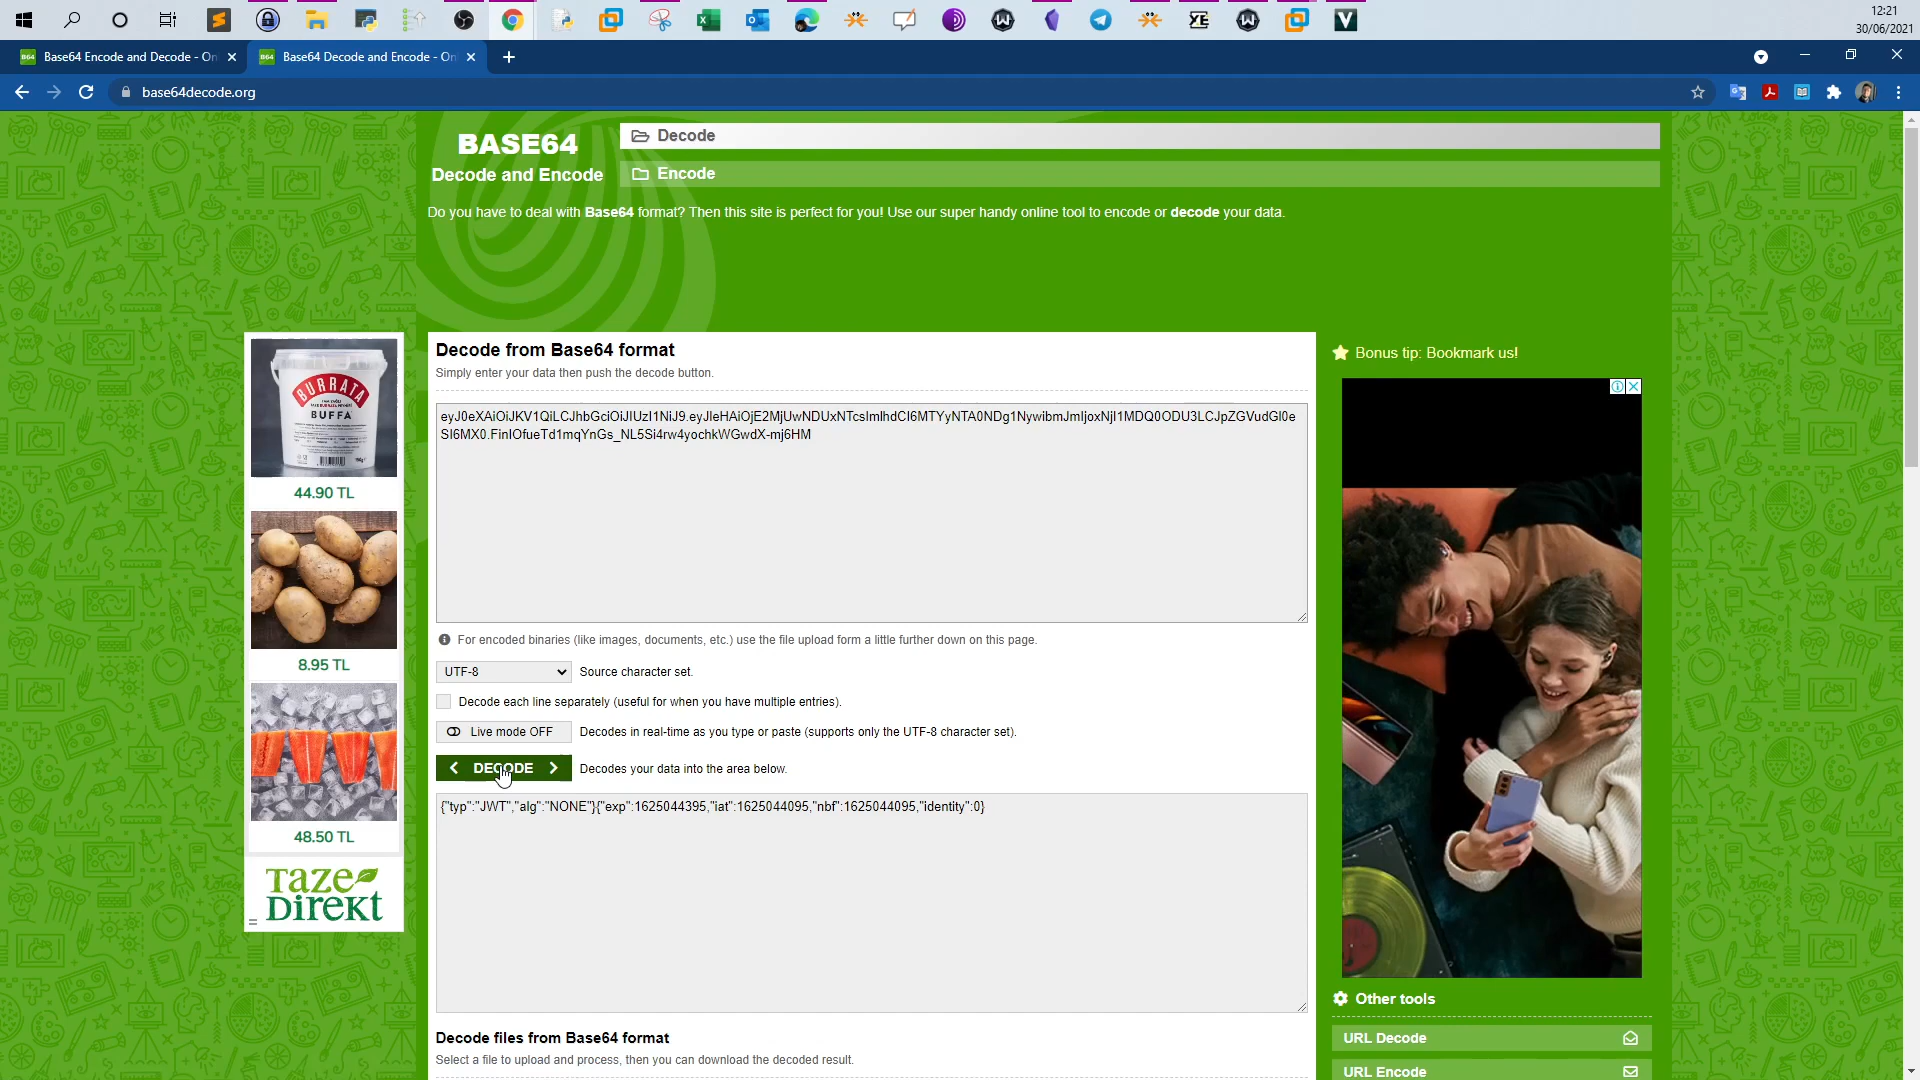 12:21
30/06/2021
Base64 Encode and Decode - On
Base64 Decode and Encode - On
base64decode.org
BASE64
Decode and Encode
Decode
Encode
Do you have to deal with Base64 format? Then this site is perfect for you! Use our super handy online tool to encode or decode your data.
BURRATA
BUFFA
44.90 TL
8.95 TL
48.50 TL
TAZE
DİREKT
Decode from Base64 format
Simply enter your data then push the decode button.
eyJ0eXAiOiJKV1QiLCJhbGciOiJIUzI1NiJ9.eyJleHAiOjE2MjUwNDUxNTcsImlhdCI6MTYyNTA0NDg1NywibmJmIjoxNjI1MDQ0ODU3LCJpZGVudGl0e
SI6MX0.FinIOfueTd1mqYnGs_NL5Si4rw4yochkWGwdX-mj6HM
For encoded binaries (like images, documents, etc.) use the file upload form a little further down on this page.
UTF-8 Source character set.
Decode each line separately (useful for when you have multiple entries).
Live mode OFF Decodes in real-time as you type or paste (supports only the UTF-8 character set).
DECODE Decodes your data into the area below.
{"typ":"JWT","alg":"NONE"}{"exp":1625044395,"iat":1625044095,"nbf":1625044095,"identity":0}
Decode files from Base64 format
Select a file to upload and process, then you can download the decoded result.
Bonus tip: Bookmark us!
Other tools
URL Decode
URL Encode